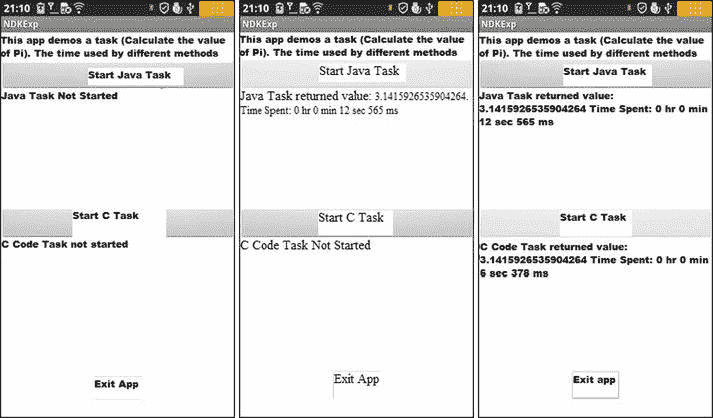 21:10
NDKExp
This app demos a task (Calculate the value
of Pi). The time used by different methods
Start Java Task
Java Task Not Started
Start C Task
C Code Task not started
Exit App
21:10
NDKExp
This app demos a task (Calculate the value
of Pi). The time used by different methods
Start Java Task
Java Task returned value: 3.1415926535904264.
Time Spent: 0 hr 0 min 12 sec 565 ms
Start C Task
C Code Task Not Started
Exit App
21:10
NDKExp
This app demos a task (Calculate the value
of Pi). The time used by different methods
Start Java Task
Java Task returned value:
3.1415926535904264 Time Spent: 0 hr 0 min
12 sec 565 ms
Start C Task
C Code Task returned value:
3.1415926535904264 Time Spent: 0 hr 0 min
6 sec 378 ms
Exit app